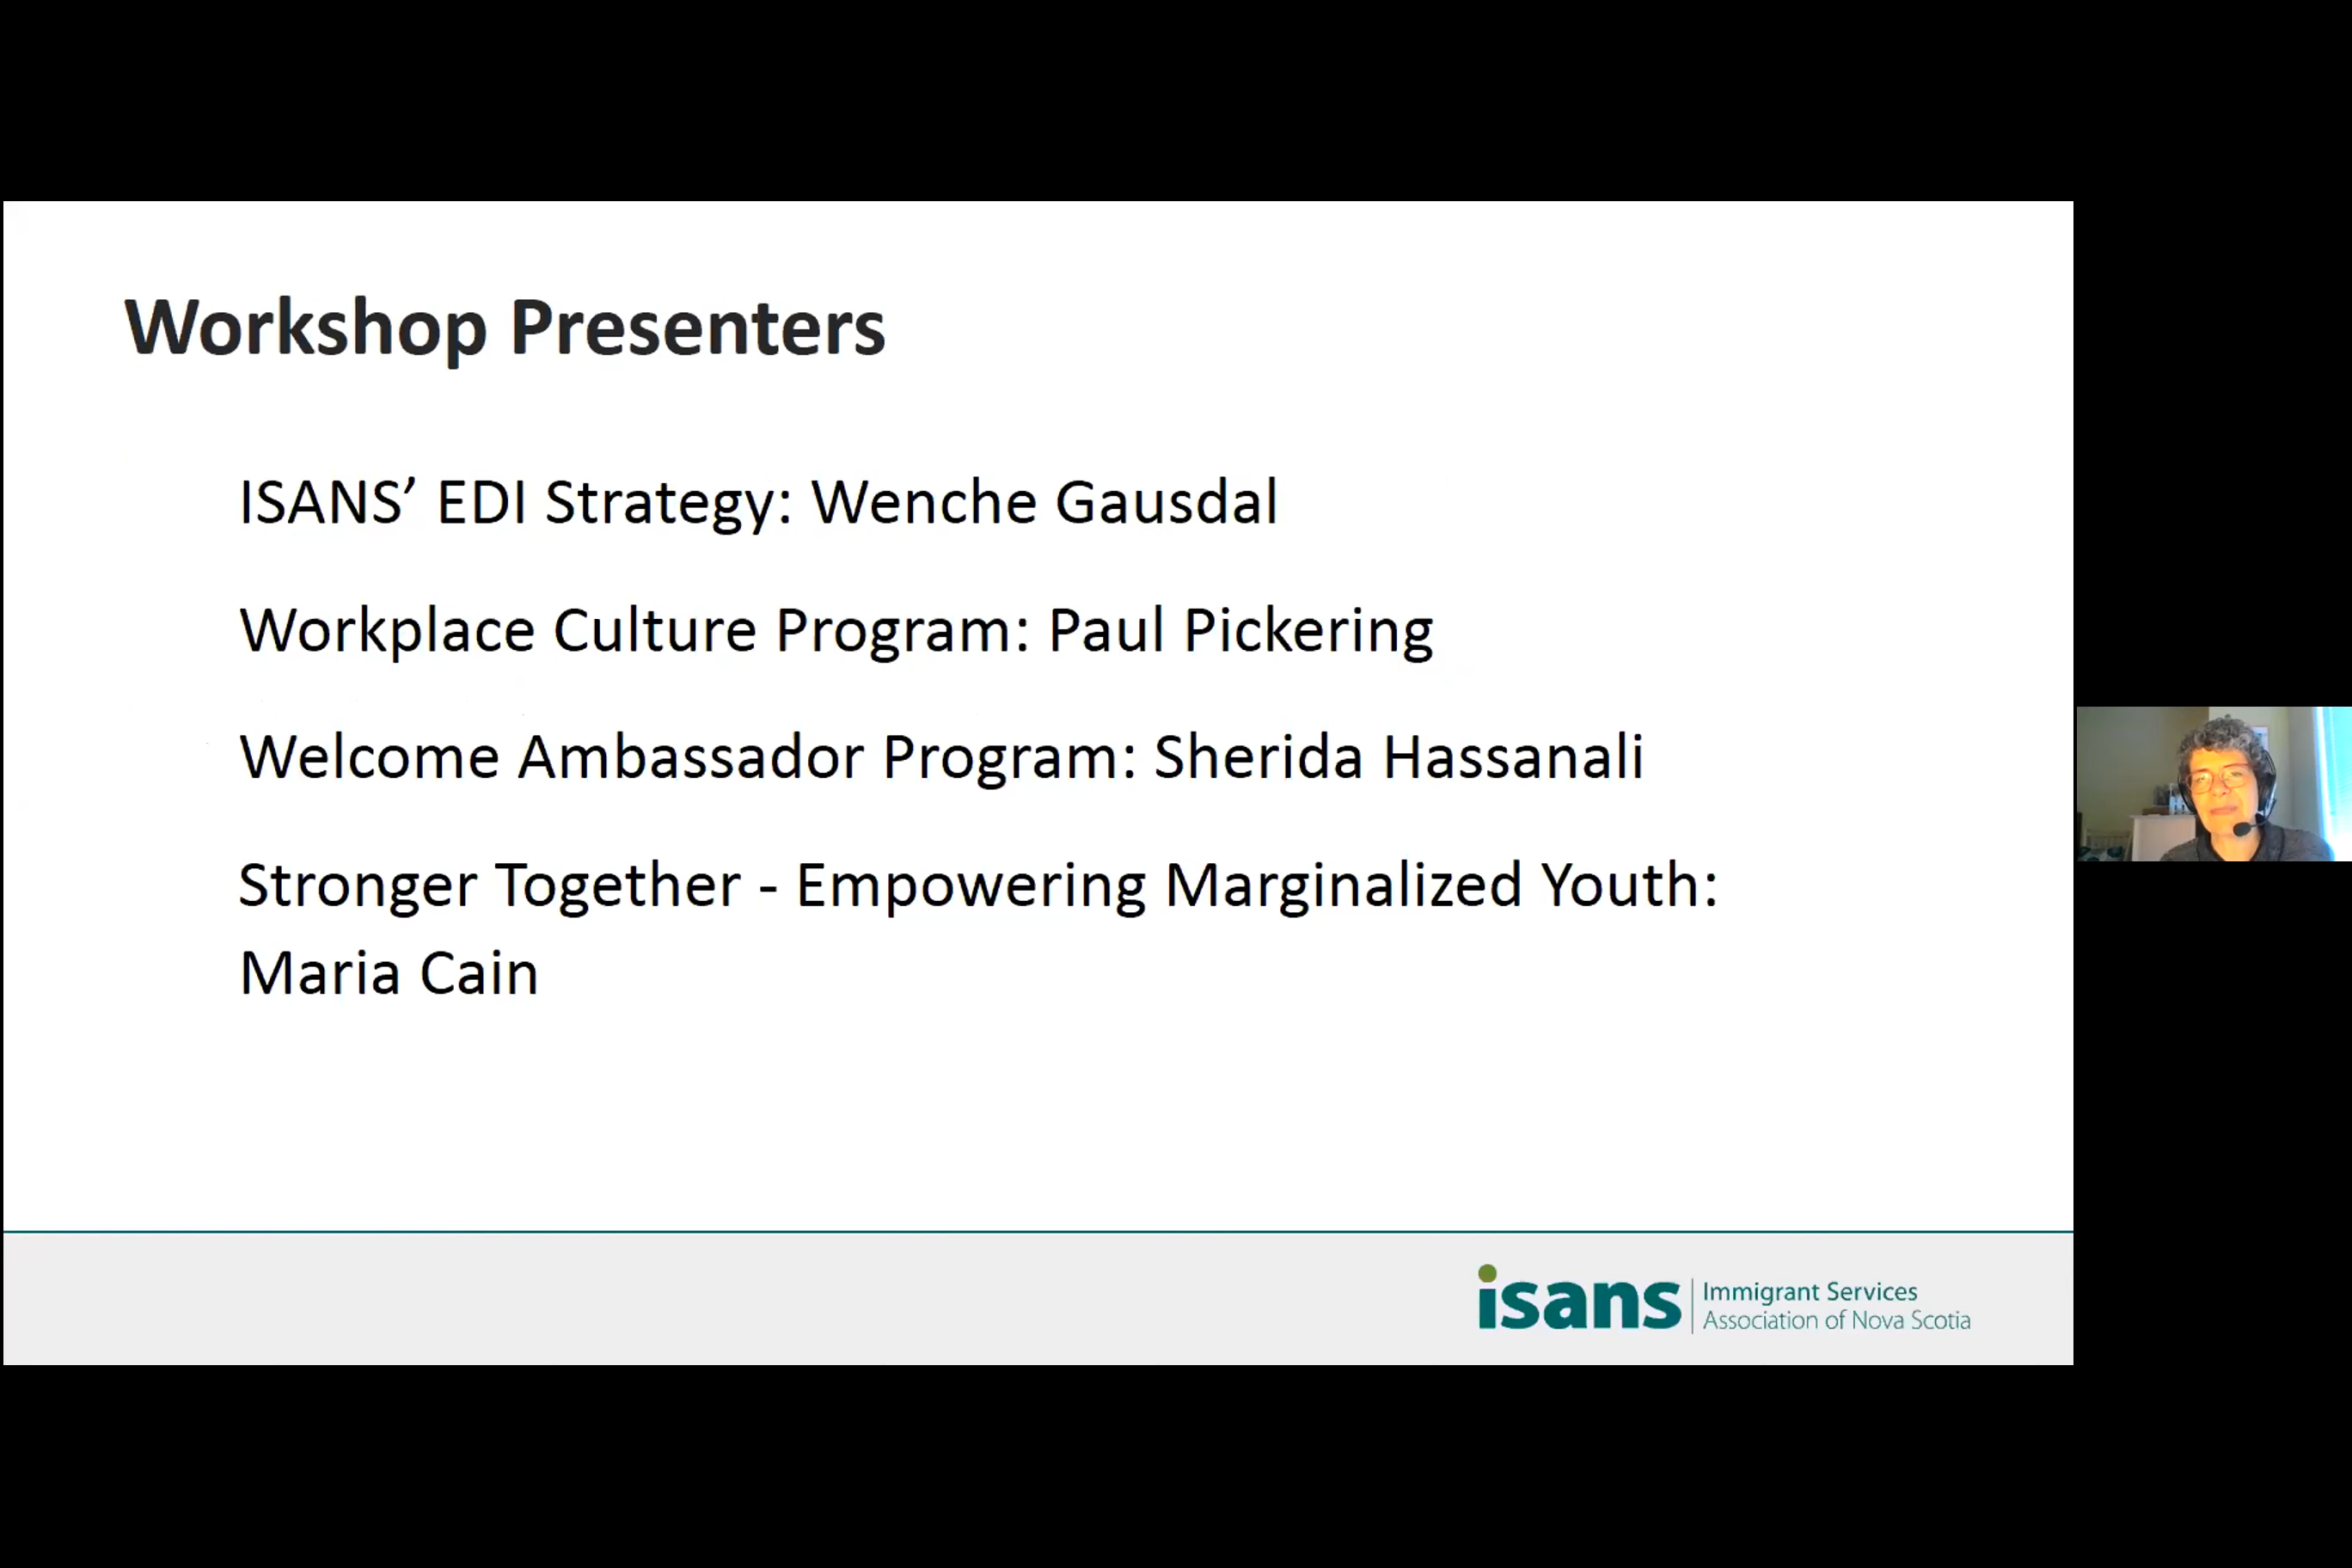 Workshop Presenters
ISANS’ EDI Strategy: Wenche Gausdal
Workplace Culture Program: Paul Pickering
Welcome Ambassador Program: Sherida Hassanali
Stronger Together - Empowering Marginalized Youth:
Maria Cain
isans
Immigrant Services
Association of Nova Scotia